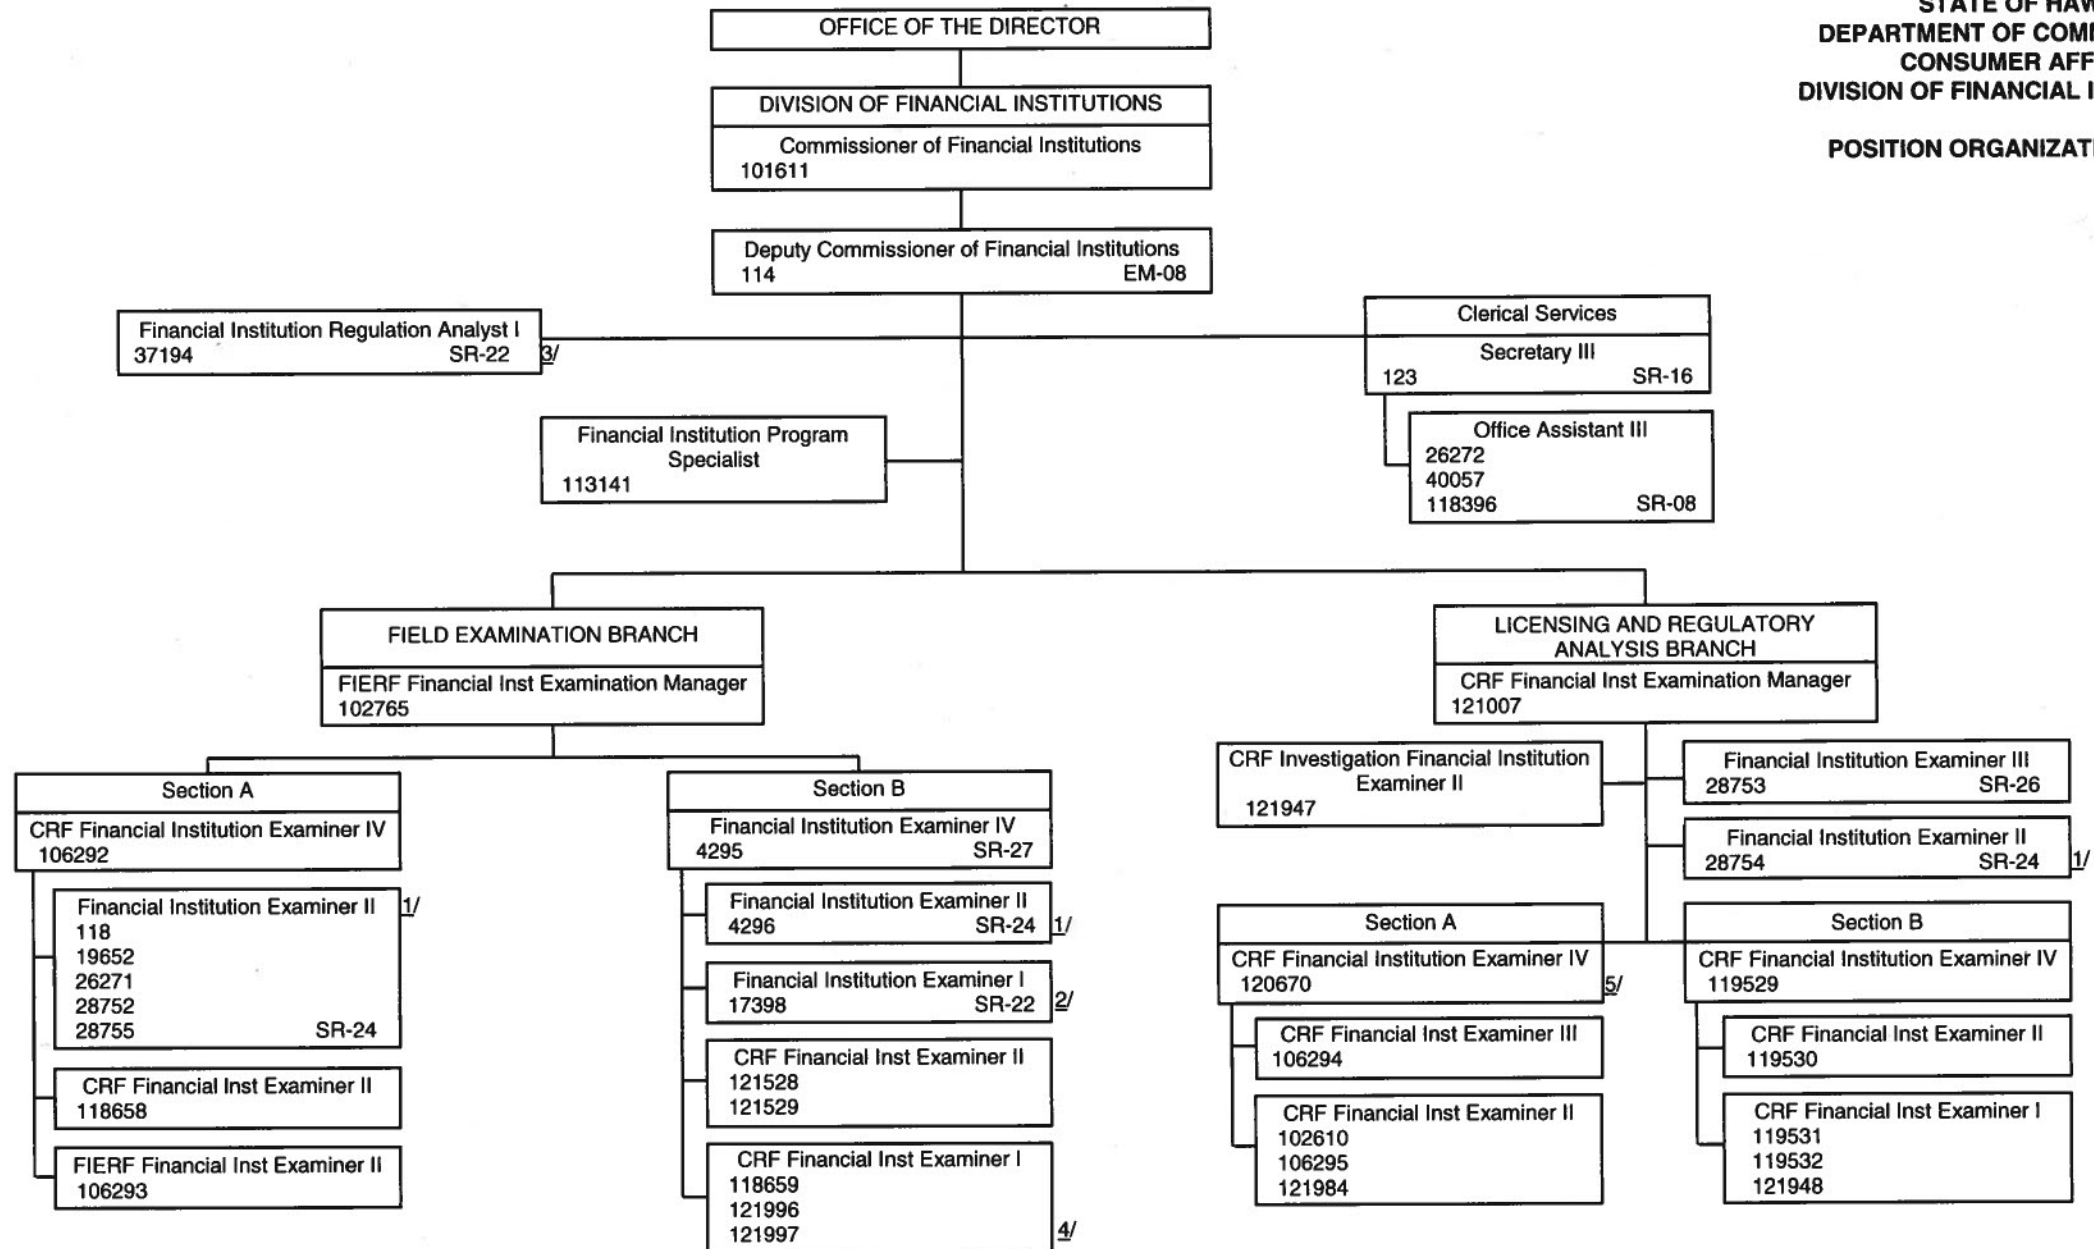 STATE OF HAW
DEPARTMENT OF COM
CONSUMER AFF
DIVISION OF FINANCIAL I
POSITION ORGANIZAT
OFFICE OF THE DIRECTOR
DIVISION OF FINANCIAL INSTITUTIONS
Commissioner of Financial Institutions
101611
Deputy Commissioner of Financial Institutions
114 EM-08
Financial Institution Regulation Analyst I
37194 SR-22 3/
Clerical Services
Secretary III
123 SR-16
Office Assistant III
26272
40057
118396 SR-08
Financial Institution Program
Specialist
113141
FIELD EXAMINATION BRANCH
FIERF Financial Inst Examination Manager
102765
Section A
CRF Financial Institution Examiner IV
106292
Financial Institution Examiner II 1/
118
19652
26271
28752
28755 SR-24
CRF Financial Inst Examiner II
118658
FIERF Financial Inst Examiner II
106293
Section B
Financial Institution Examiner IV
4295 SR-27
Financial Institution Examiner II
4296 SR-24 1/
Financial Institution Examiner I
17398 SR-22 2/
CRF Financial Inst Examiner II
121528
121529
CRF Financial Inst Examiner I
118659
121996
121997 4/
LICENSING AND REGULATORY
ANALYSIS BRANCH
CRF Financial Inst Examination Manager
121007
CRF Investigation Financial Institution
Examiner II
121947
Financial Institution Examiner III
28753 SR-26
Financial Institution Examiner II
28754 SR-24 1/
Section A
CRF Financial Institution Examiner IV
120670 5/
CRF Financial Inst Examiner III
106294
CRF Financial Inst Examiner II
102610
106295
121984
Section B
CRF Financial Institution Examiner IV
119529
CRF Financial Inst Examiner II
119530
CRF Financial Inst Examiner I
119531
119532
121948